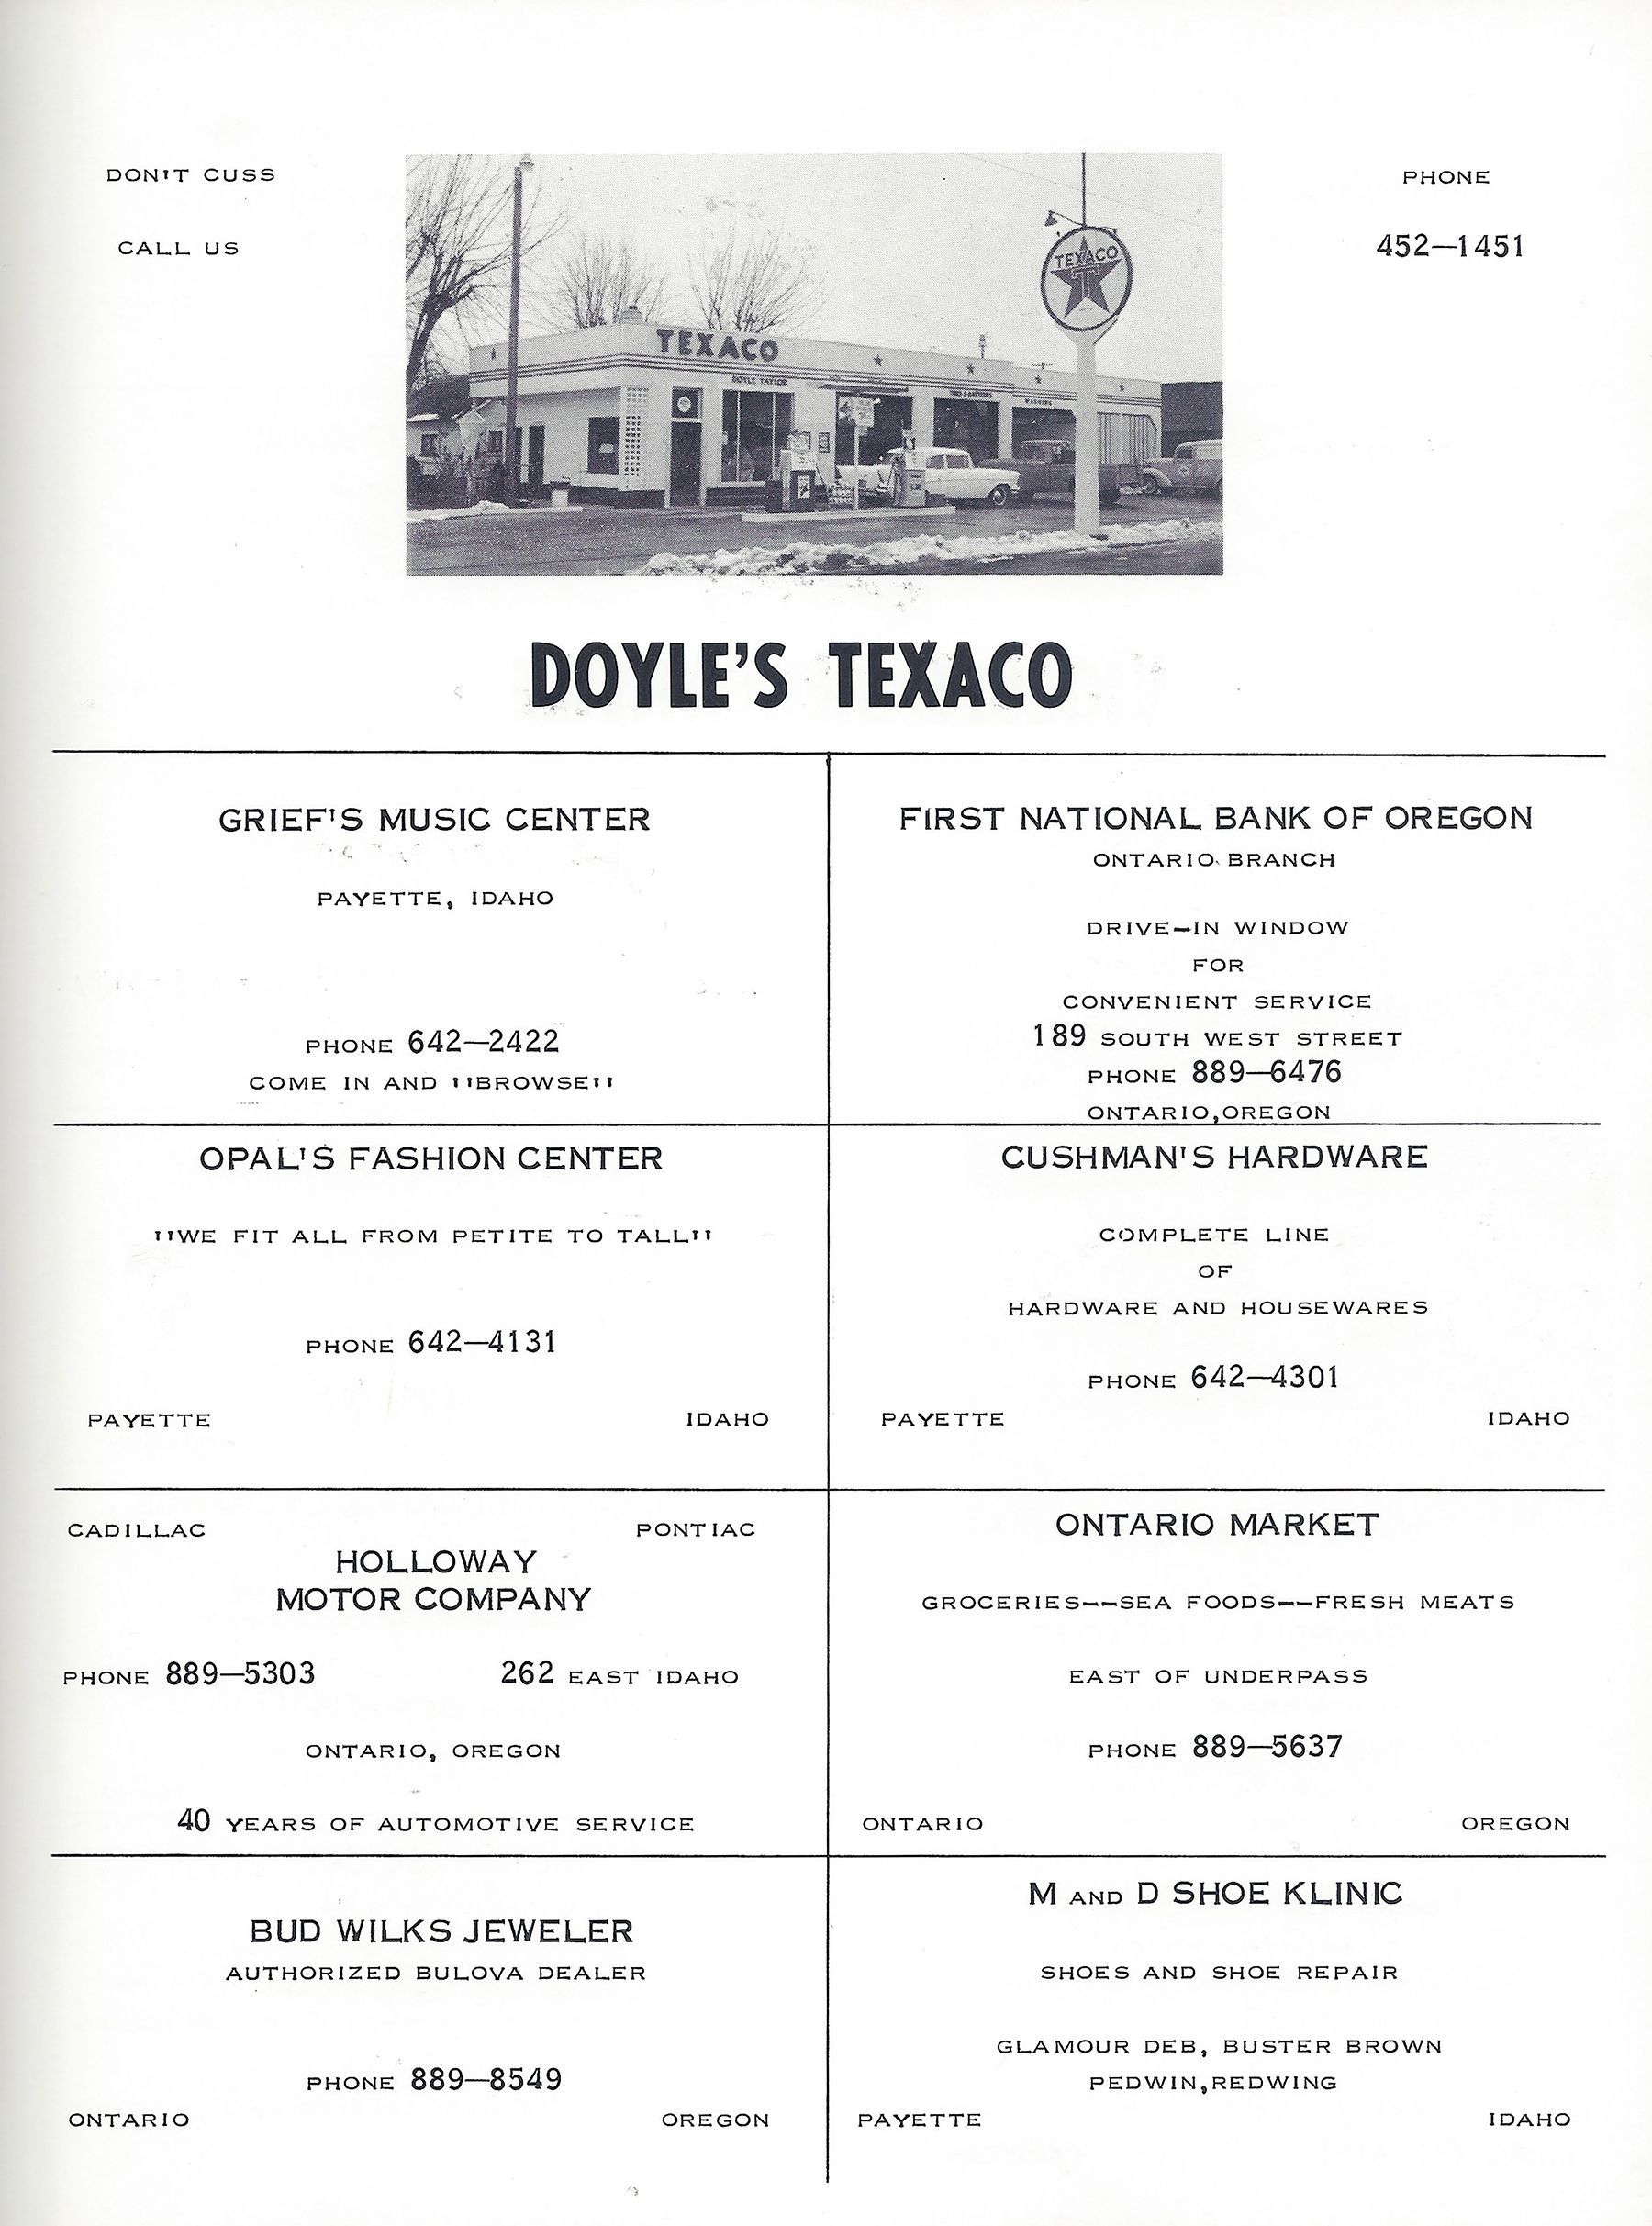 DON'T CUSS
CALL US
PHONE
452—1451
TEXACO
TEXACO
T
DOYLE TAYLOR
WASHING
DOYLE'S TEXACO
GRIEF'S MUSIC CENTER
PAYETTE, IDAHO
PHONE 642—2422
COME IN AND "BROWSE"
FIRST NATIONAL BANK OF OREGON
ONTARIO BRANCH
DRIVE—IN WINDOW
FOR
CONVENIENT SERVICE
189 SOUTH WEST STREET
PHONE 889—6476
ONTARIO,OREGON
OPAL'S FASHION CENTER
"WE FIT ALL FROM PETITE TO TALL"
PHONE 642—4131
PAYETTE IDAHO
CUSHMAN'S HARDWARE
COMPLETE LINE
OF
HARDWARE AND HOUSEWARES
PHONE 642—4301
PAYETTE IDAHO
CADILLAC PONTIAC
HOLLOWAY
MOTOR COMPANY
PHONE 889—5303 262 EAST IDAHO
ONTARIO, OREGON
40 YEARS OF AUTOMOTIVE SERVICE
ONTARIO MARKET
GROCERIES--SEA FOODS--FRESH MEATS
EAST OF UNDERPASS
PHONE 889—5637
ONTARIO OREGON
BUD WILKS JEWELER
AUTHORIZED BULOVA DEALER
PHONE 889—8549
ONTARIO OREGON
M AND D SHOE KLINIC
SHOES AND SHOE REPAIR
GLAMOUR DEB, BUSTER BROWN
PEDWIN,REDWING
PAYETTE IDAHO